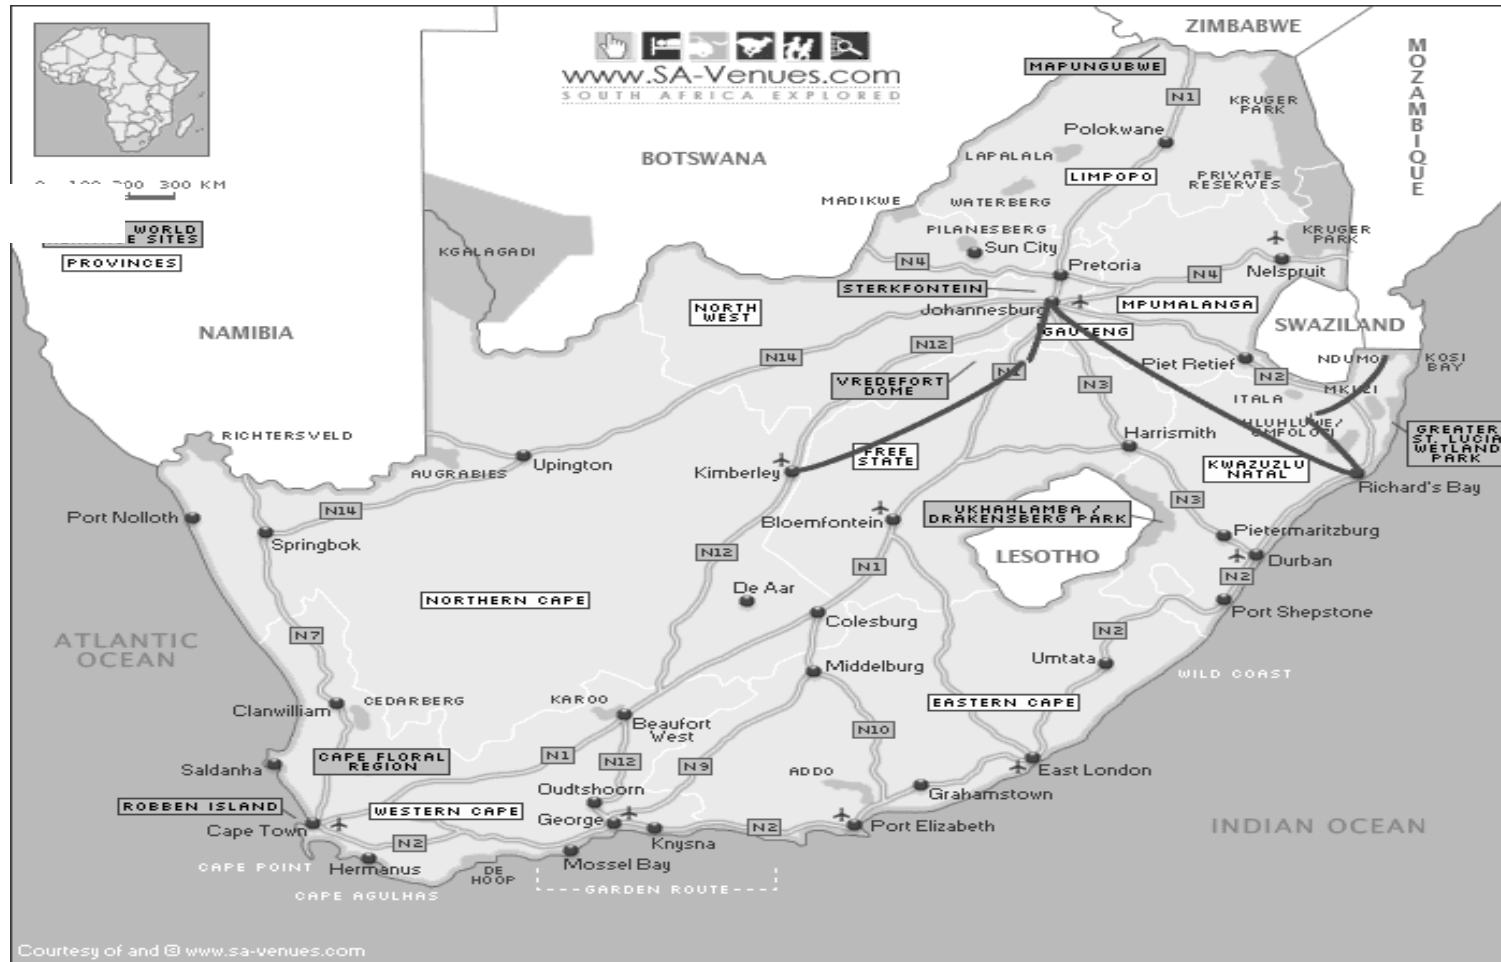 ZIMBABWE
MOZAMBIQUE
www.SA-Venues.com
SOUTH AFRICA EXPLORED
MAPUNGUBWE
N1
KRUGER
PARK
Polokwane
BOTSWANA
LAPALALA
LIMPOPO
PRIVATE
RESERVES
300 KM
MADIKWE
WATERBERG
WORLD
E SITES
PILANESBERG
KRUGER
PARK
Sun City
KGALAGADI
PROVINCES
N4
Pretoria
N4
Nelspruit
STERKFONTEIN
NORTH
WEST
Johannesburg
MPUMALANGA
NAMIBIA
GAUTENG
SWAZILAND
N12
N14
NDUMO
KOSI
BAY
Piet Retief
N1
N2
VREDEFORT
DOME
N3
MKUZI
ITALA
HLUHLUWE/
UMFOLOZI
RICHTERSVELD
Harrismith
GREATER
ST. LUCIA
WETLAND
PARK
FREE
STATE
Upington
AUGRABIES
Kimberley
KWAZUZLU
NATAL
Richard's Bay
N3
N14
Port Nolloth
Bloemfontein
UKHAHLAMBA /
DRAKENSBERG PARK
Springbok
Pietermaritzburg
N12
LESOTHO
Durban
N1
N2
De Aar
NORTHERN CAPE
Port Shepstone
Colesburg
N7
N2
ATLANTIC
OCEAN
Middelburg
Umtata
WILD COAST
CEDARBERG
KAROO
EASTERN CAPE
Clanwilliam
Beaufort
West
N10
CAPE FLORAL
REGION
N1
N12
N9
Saldanha
ADDO
East London
Oudtshoorn
Grahamstown
ROBBEN ISLAND
WESTERN CAPE
George
Cape Town
N2
Port Elizabeth
INDIAN OCEAN
N2
Knysna
CAPE POINT
Hermanus
DE
HOOP
Mossel Bay
GARDEN ROUTE
CAPE AGULHAS
Courtesy of and © www.sa-venues.com